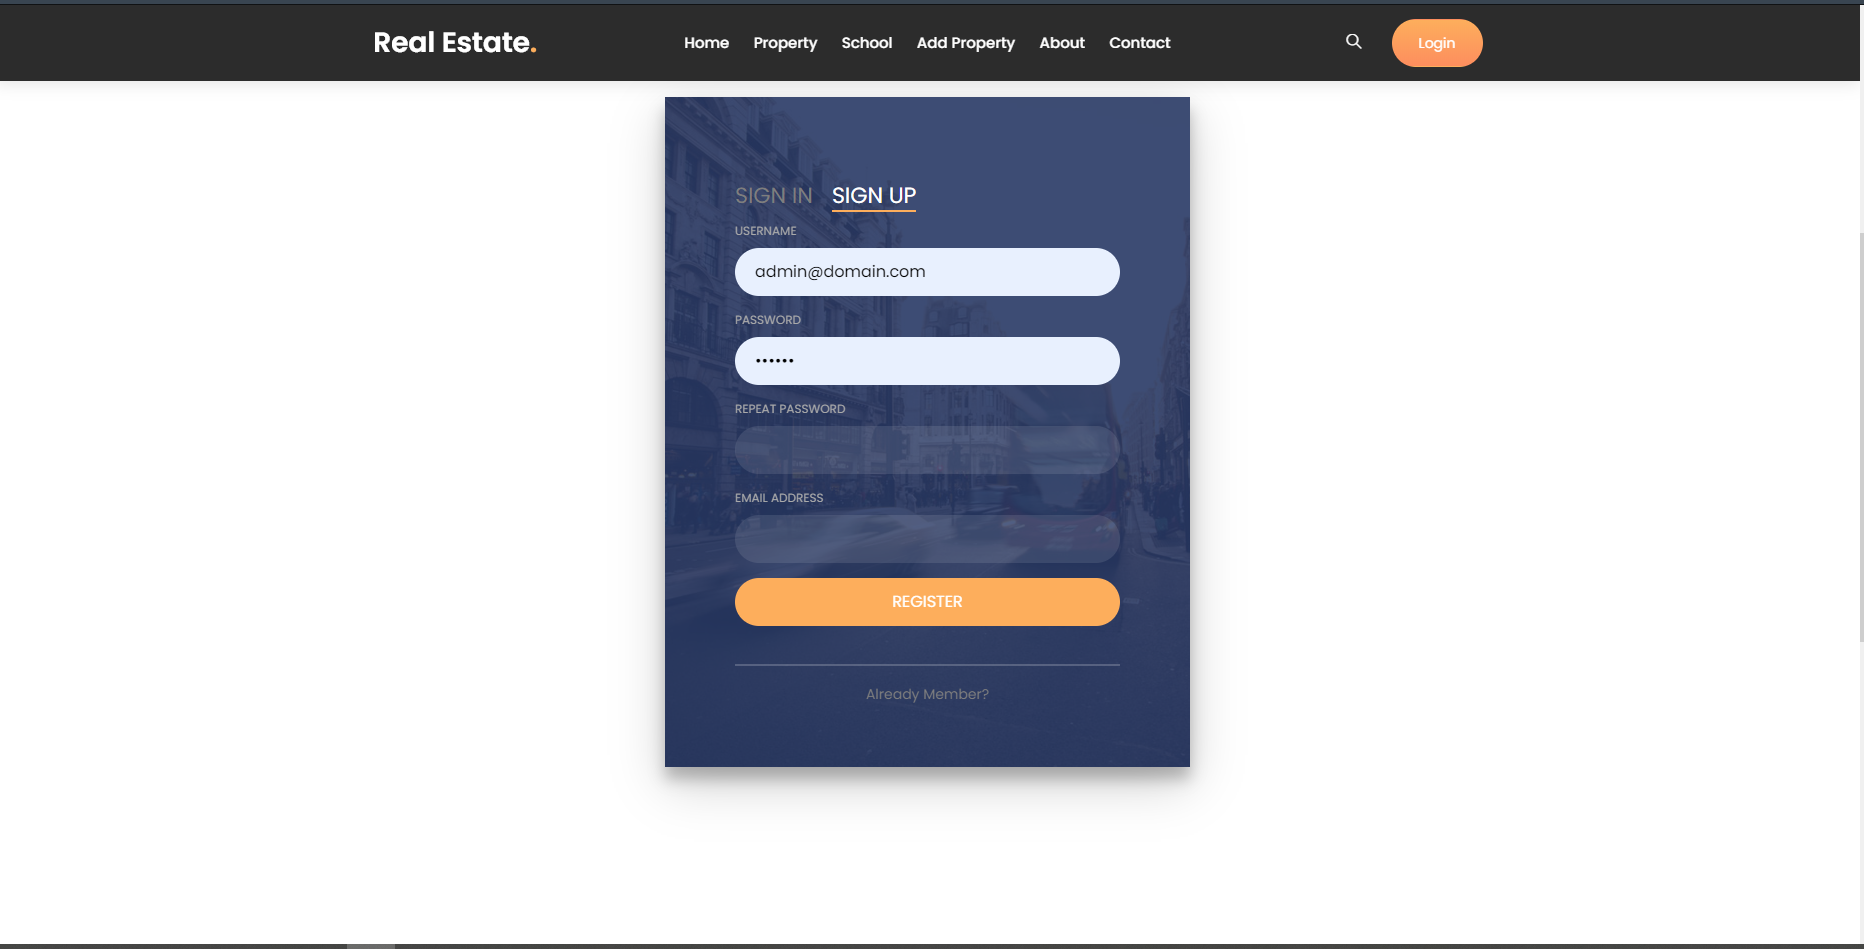 Real Estate.
Home Property School Add Property About Contact
Login
SIGN IN SIGN UP
USERNAME
admin@domain.com
PASSWORD
••••••
REPEAT PASSWORD
EMAIL ADDRESS
REGISTER
Already Member?